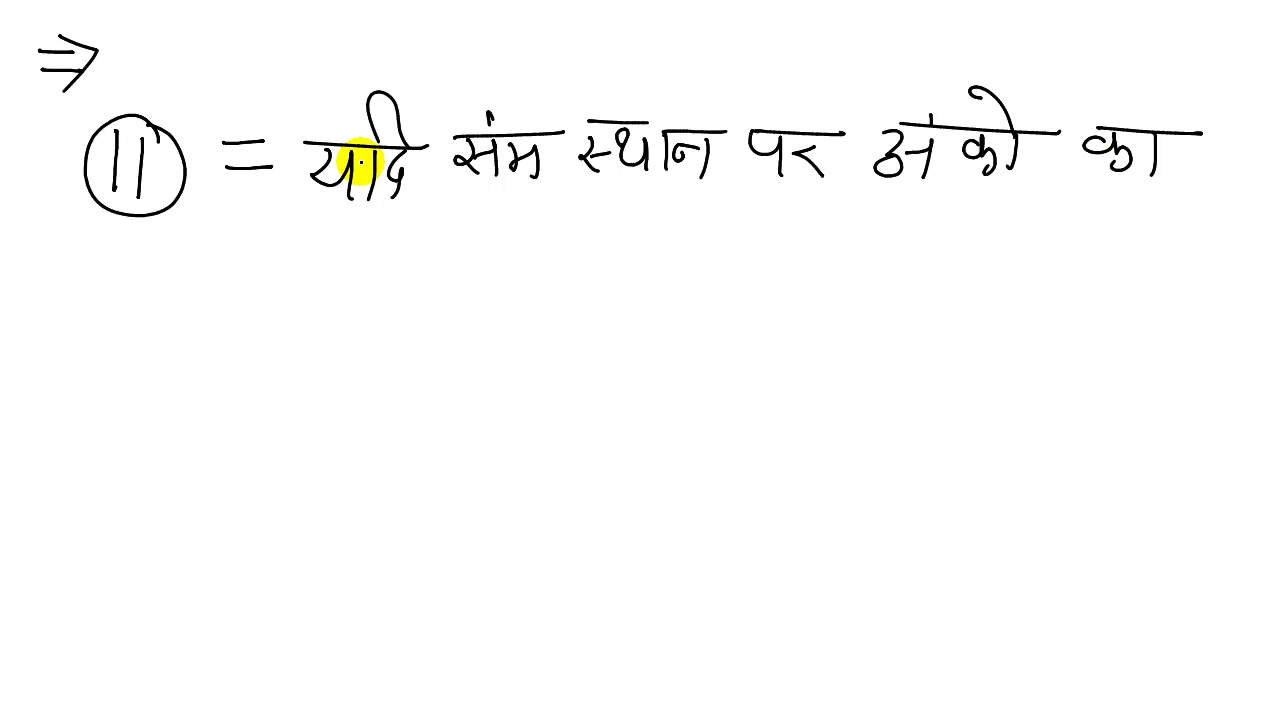 ⇒
11 = यदि संम स्थान पर अंको का